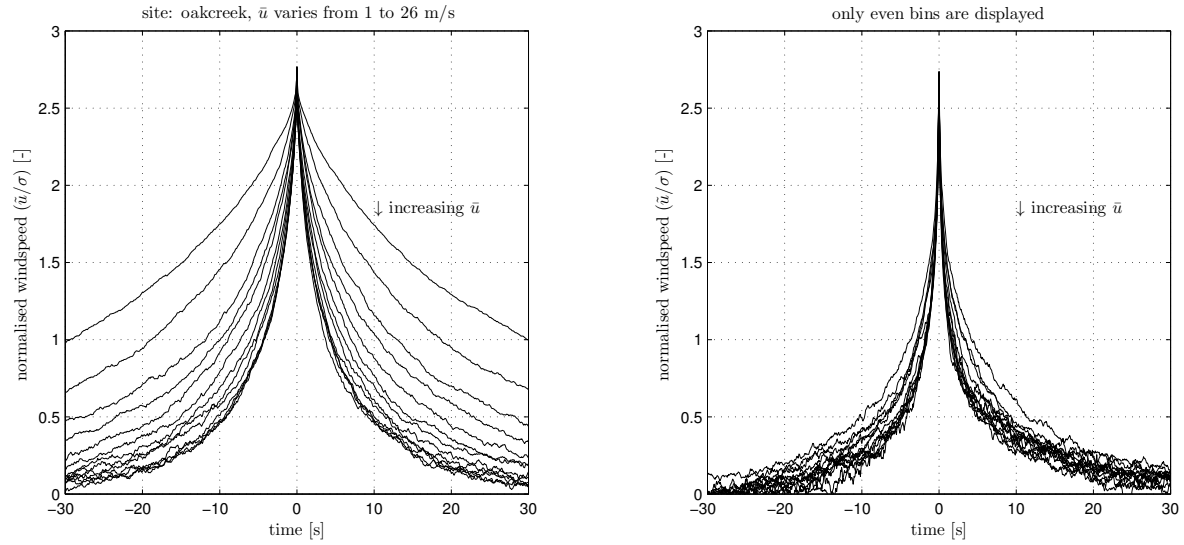 site: oakcreek, ū varies from 1 to 26 m/s
3
2.5
2
1.5
1
0.5
0
normalised windspeed (ũ/σ) [-]
↓ increasing ū
−30 −20 −10 0 10 20 30
time [s]
only even bins are displayed
3
2.5
2
1.5
1
0.5
0
normalised windspeed (ũ/σ) [-]
↓ increasing ū
−30 −20 −10 0 10 20 30
time [s]